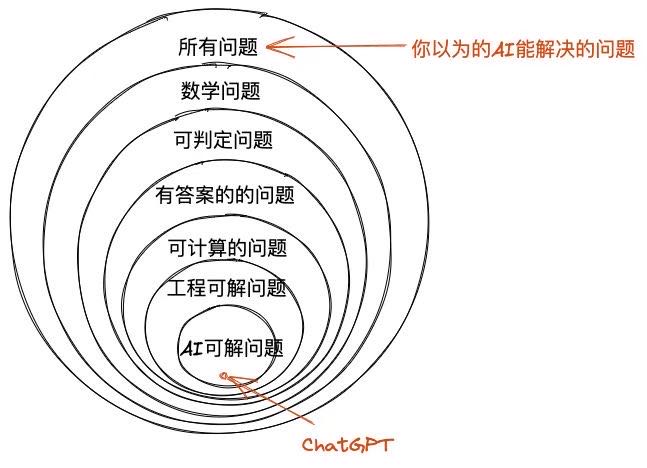 所有问题
你以为的AI能解决的问题
数学问题
可判定问题
有答案的的问题
可计算的问题
工程可解问题
AI可解问题
ChatGPT